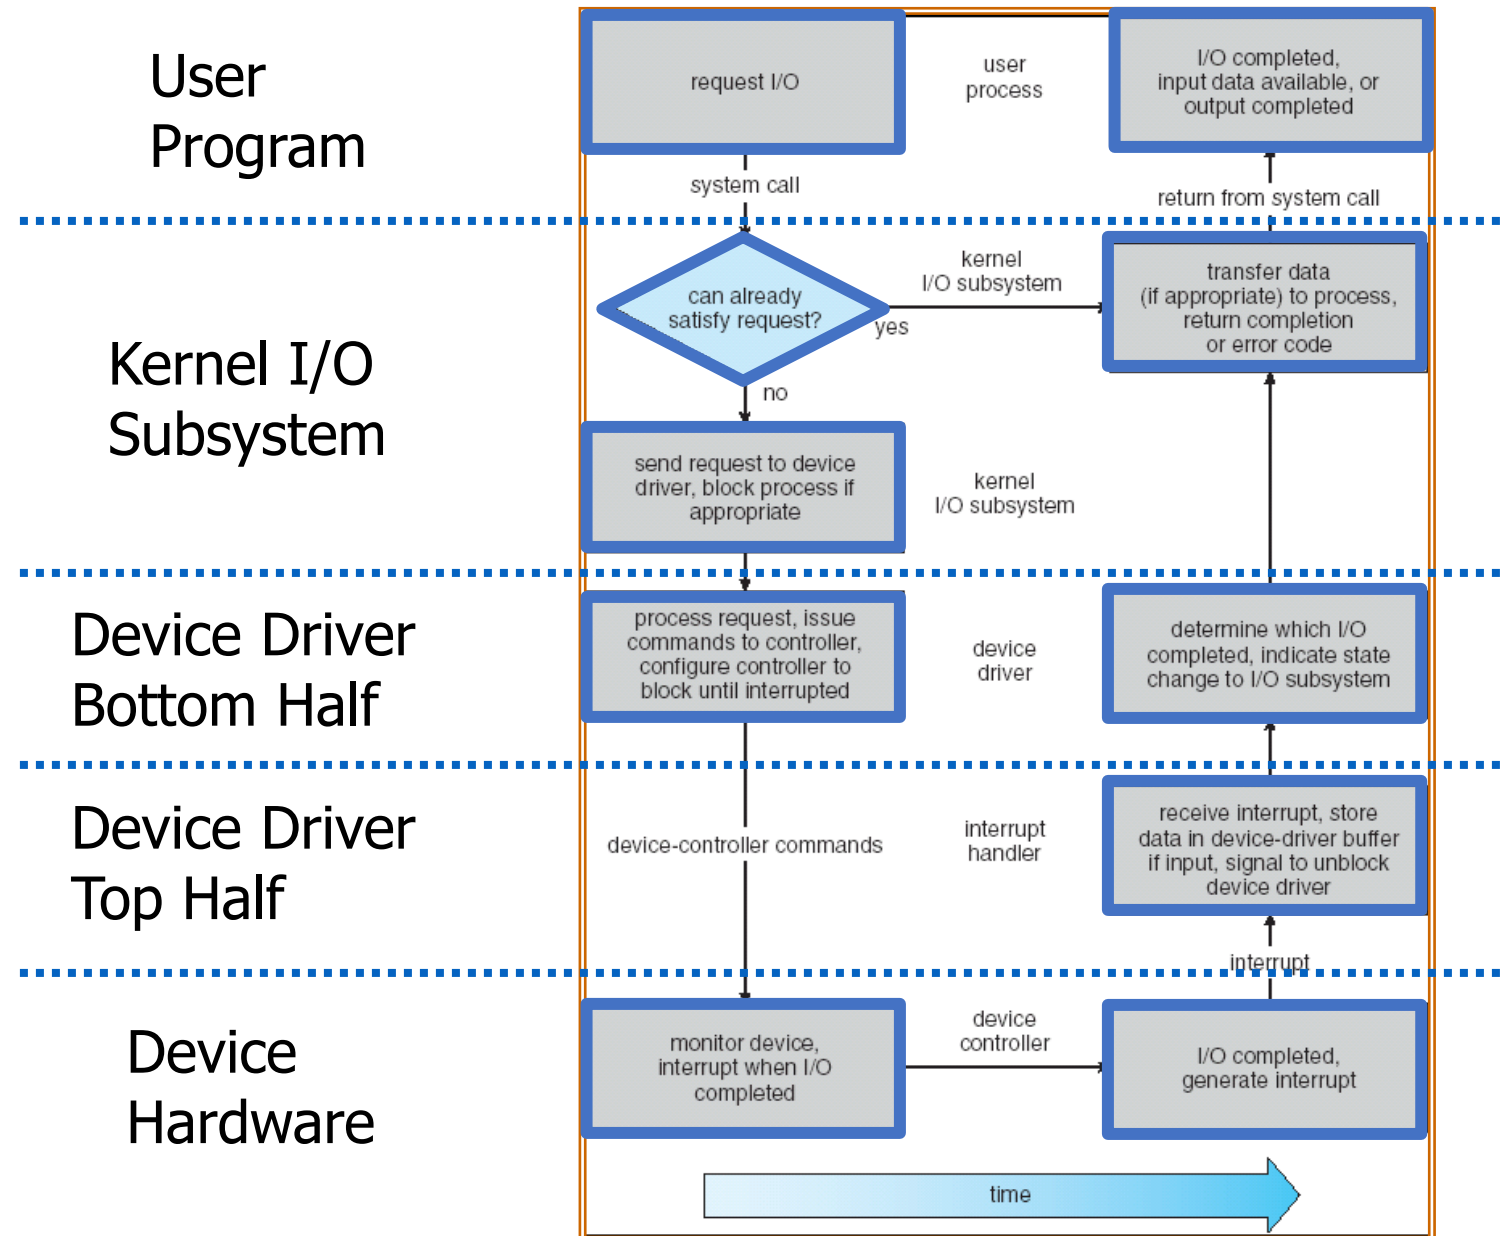 User
Program
request I/O
user
process
I/O completed,
input data available, or
output completed
system call
return from system call
Kernel I/O
Subsystem
can already
satisfy request?
kernel
I/O subsystem
yes
transfer data
(if appropriate) to process,
return completion
or error code
no
send request to device
driver, block process if
appropriate
kernel
I/O subsystem
Device Driver
Bottom Half
process request, issue
commands to controller,
configure controller to
block until interrupted
device
driver
determine which I/O
completed, indicate state
change to I/O subsystem
Device Driver
Top Half
device-controller commands
interrupt
handler
receive interrupt, store
data in device-driver buffer
if input, signal to unblock
device driver
interrupt
Device
Hardware
monitor device,
interrupt when I/O
completed
device
controller
I/O completed,
generate interrupt
time